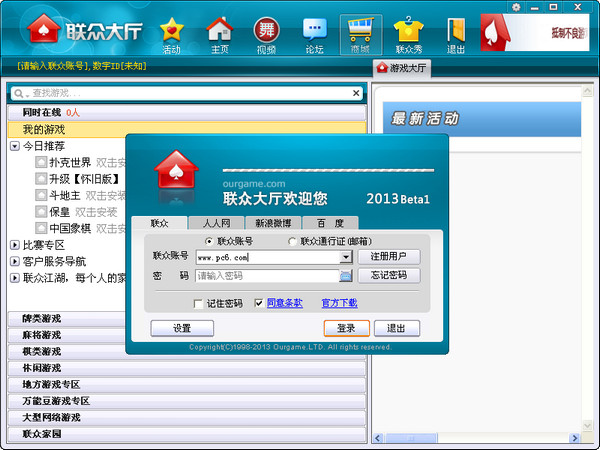 联众大厅
活动
主页
视频
论坛
商城
联众秀
退出
抵制不良游
[请输入联众账号],数字ID[未知]
游戏大厅
查找游戏...
同时在线 0人
我的游戏
今日推荐
扑克世界 双击安
升级【怀旧版】
斗地主 双击安装
保皇 双击安装
中国象棋 双击安
比赛专区
客户服务导航
联众江湖，每个人的家
牌类游戏
麻将游戏
棋类游戏
休闲游戏
地方游戏专区
万能豆游戏专区
大型网络游戏
联众家园
最新活动
ourgame.com
联众大厅欢迎您 2013Beta1
联众 人人网 新浪微博 百 度
联众账号 联众通行证(邮箱)
联众账号 www.pc6.com 注册用户
密 码 请输入密码 忘记密码
记住密码 同意条款 官方下载
设置 登录 退出
Copyright(C)1998-2013 Ourgame.LTD. All rights reserved.